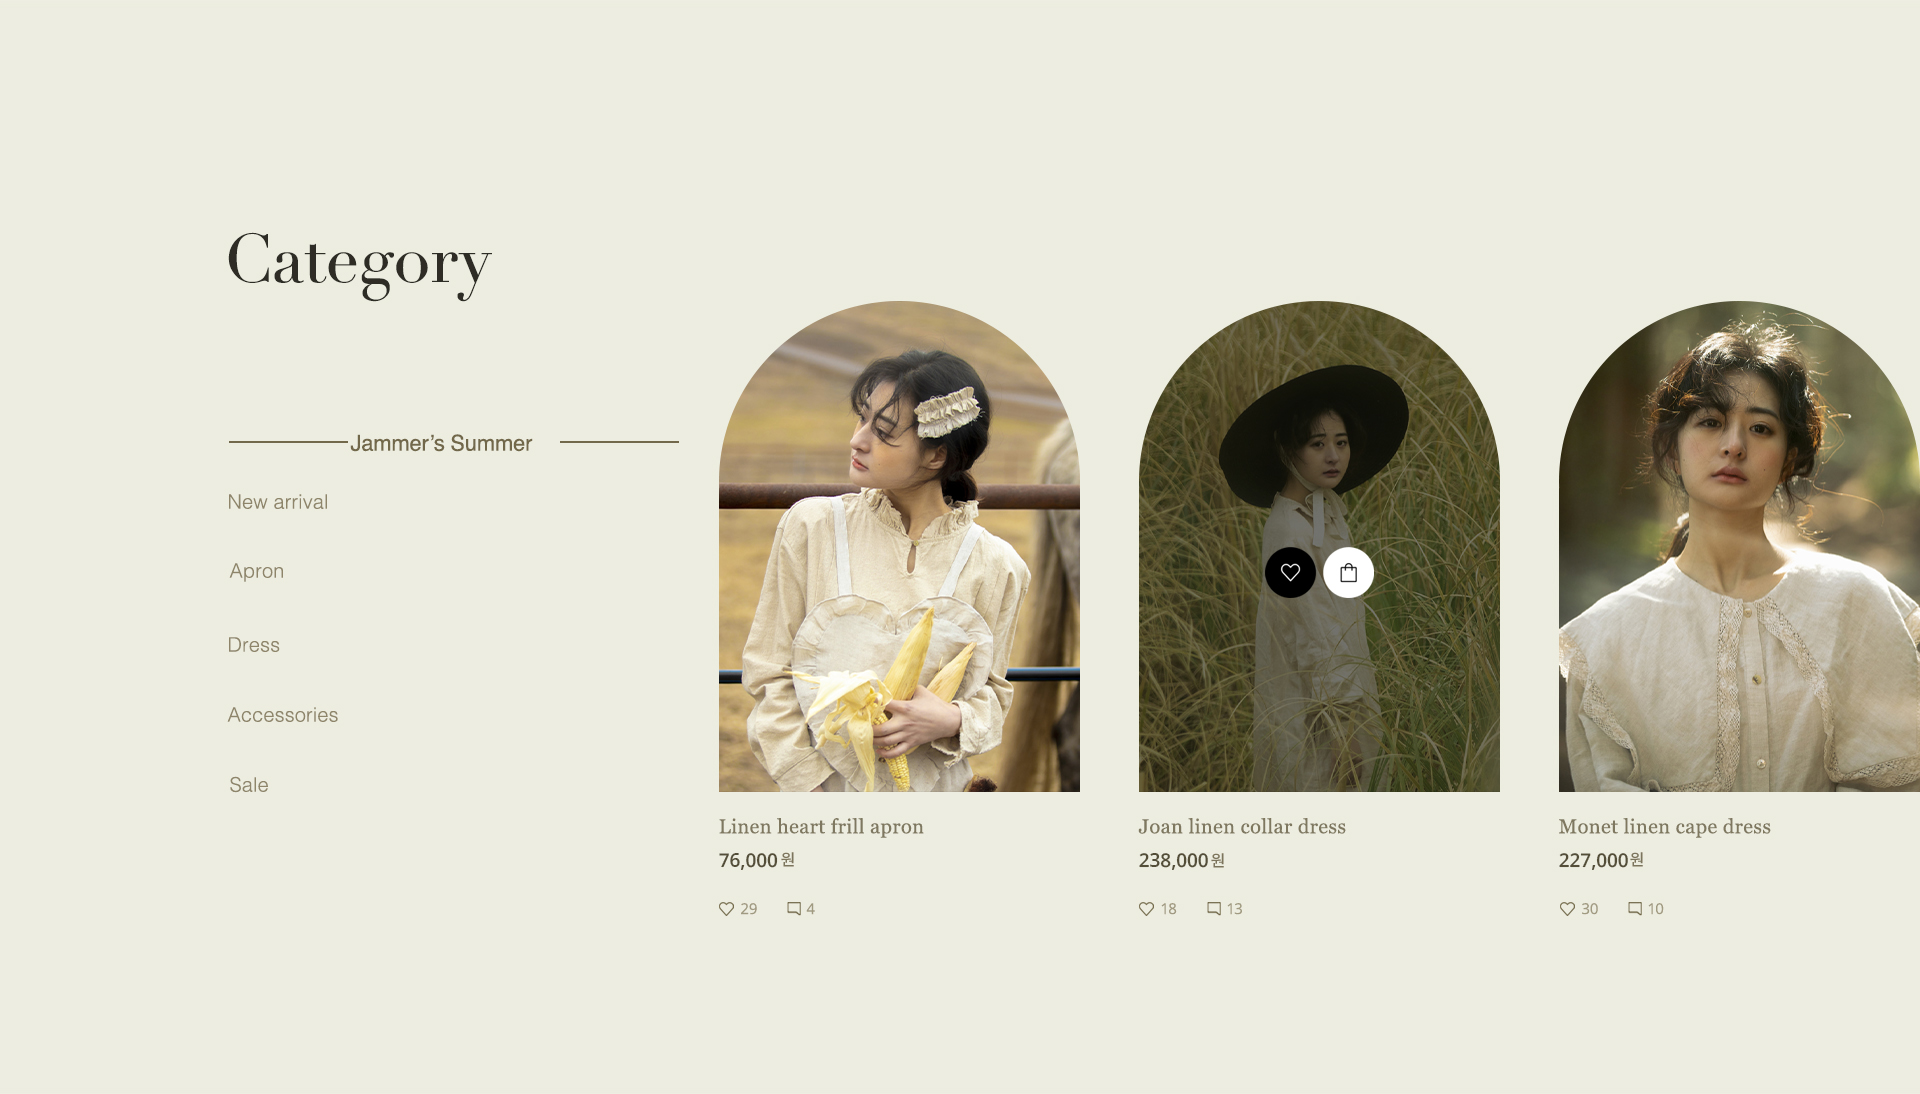 Category
Jammer’s Summer
New arrival
Apron
Dress
Accessories
Sale
Linen heart frill apron
76,000원
29 4
Joan linen collar dress
238,000원
18 13
Monet linen cape dress
227,000원
30 10